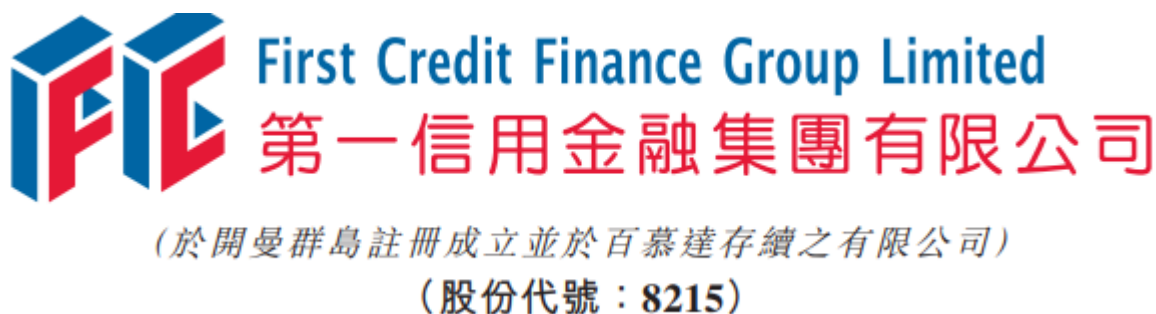 First Credit Finance Group Limited
第一信用金融集團有限公司
(於開曼群島註冊成立並於百慕達存續之有限公司)
（股份代號：8215）